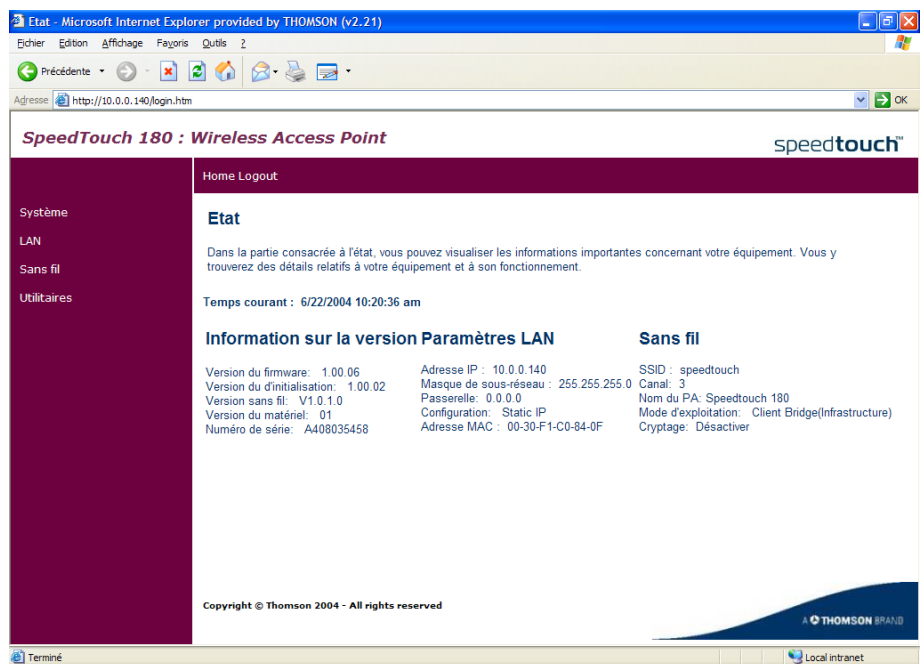 Etat - Microsoft Internet Explorer provided by THOMSON (v2.21)
Fichier Edition Affichage Favoris Outils ?
Précédente
Adresse http://10.0.0.140/login.htm OK
SpeedTouch 180 : Wireless Access Point
speedtouch™
Home Logout
Système
LAN
Sans fil
Utilitaires
Etat
Dans la partie consacrée à l'état, vous pouvez visualiser les informations importantes concernant votre équipement. Vous y
trouverez des détails relatifs à votre équipement et à son fonctionnement.
Temps courant : 6/22/2004 10:20:36 am
Information sur la version
Version du firmware: 1.00.06
Version du d'initialisation: 1.00.02
Version sans fil: V1.0.1.0
Version du matériel: 01
Numéro de série: A408035458
Paramètres LAN
Adresse IP : 10.0.0.140
Masque de sous-réseau : 255.255.255.0
Passerelle: 0.0.0.0
Configuration: Static IP
Adresse MAC : 00-30-F1-C0-84-0F
Sans fil
SSID : speedtouch
Canal: 3
Nom du PA: Speedtouch 180
Mode d'exploitation: Client Bridge(Infrastructure)
Cryptage: Désactiver
Copyright © Thomson 2004 - All rights reserved
A THOMSON BRAND
Terminé
Local intranet